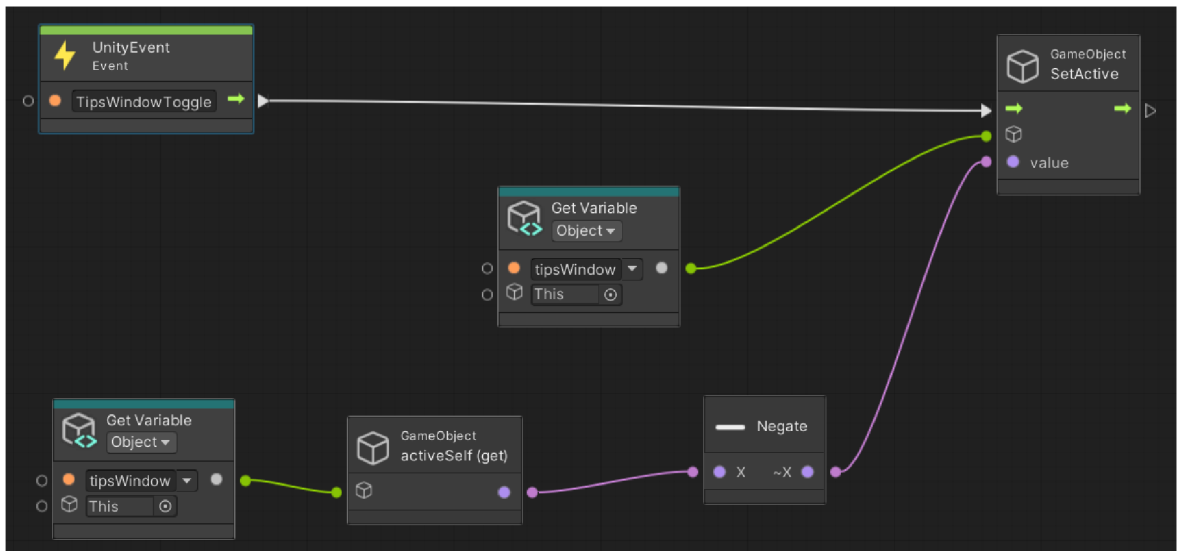 UnityEvent
Event
TipsWindowToggle
GameObject
SetActive
value
Get Variable
Object
tipsWindow
This
Get Variable
Object
tipsWindow
This
GameObject
activeSelf (get)
Negate
X ~X